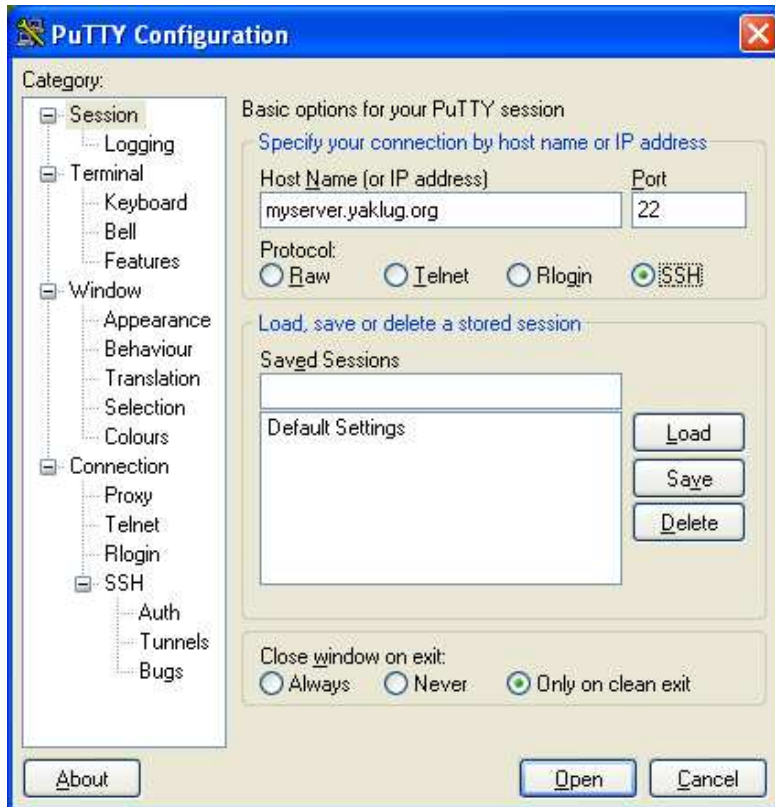 PuTTY Configuration
Category:
Session
Logging
Terminal
Keyboard
Bell
Features
Window
Appearance
Behaviour
Translation
Selection
Colours
Connection
Proxy
Telnet
Rlogin
SSH
Auth
Tunnels
Bugs
Basic options for your PuTTY session
Specify your connection by host name or IP address
Host Name (or IP address) Port
myserver.yaklug.org 22
Protocol:
Raw Telnet Rlogin SSH
Load, save or delete a stored session
Saved Sessions
Default Settings
Load
Save
Delete
Close window on exit:
Always Never Only on clean exit
About Open Cancel